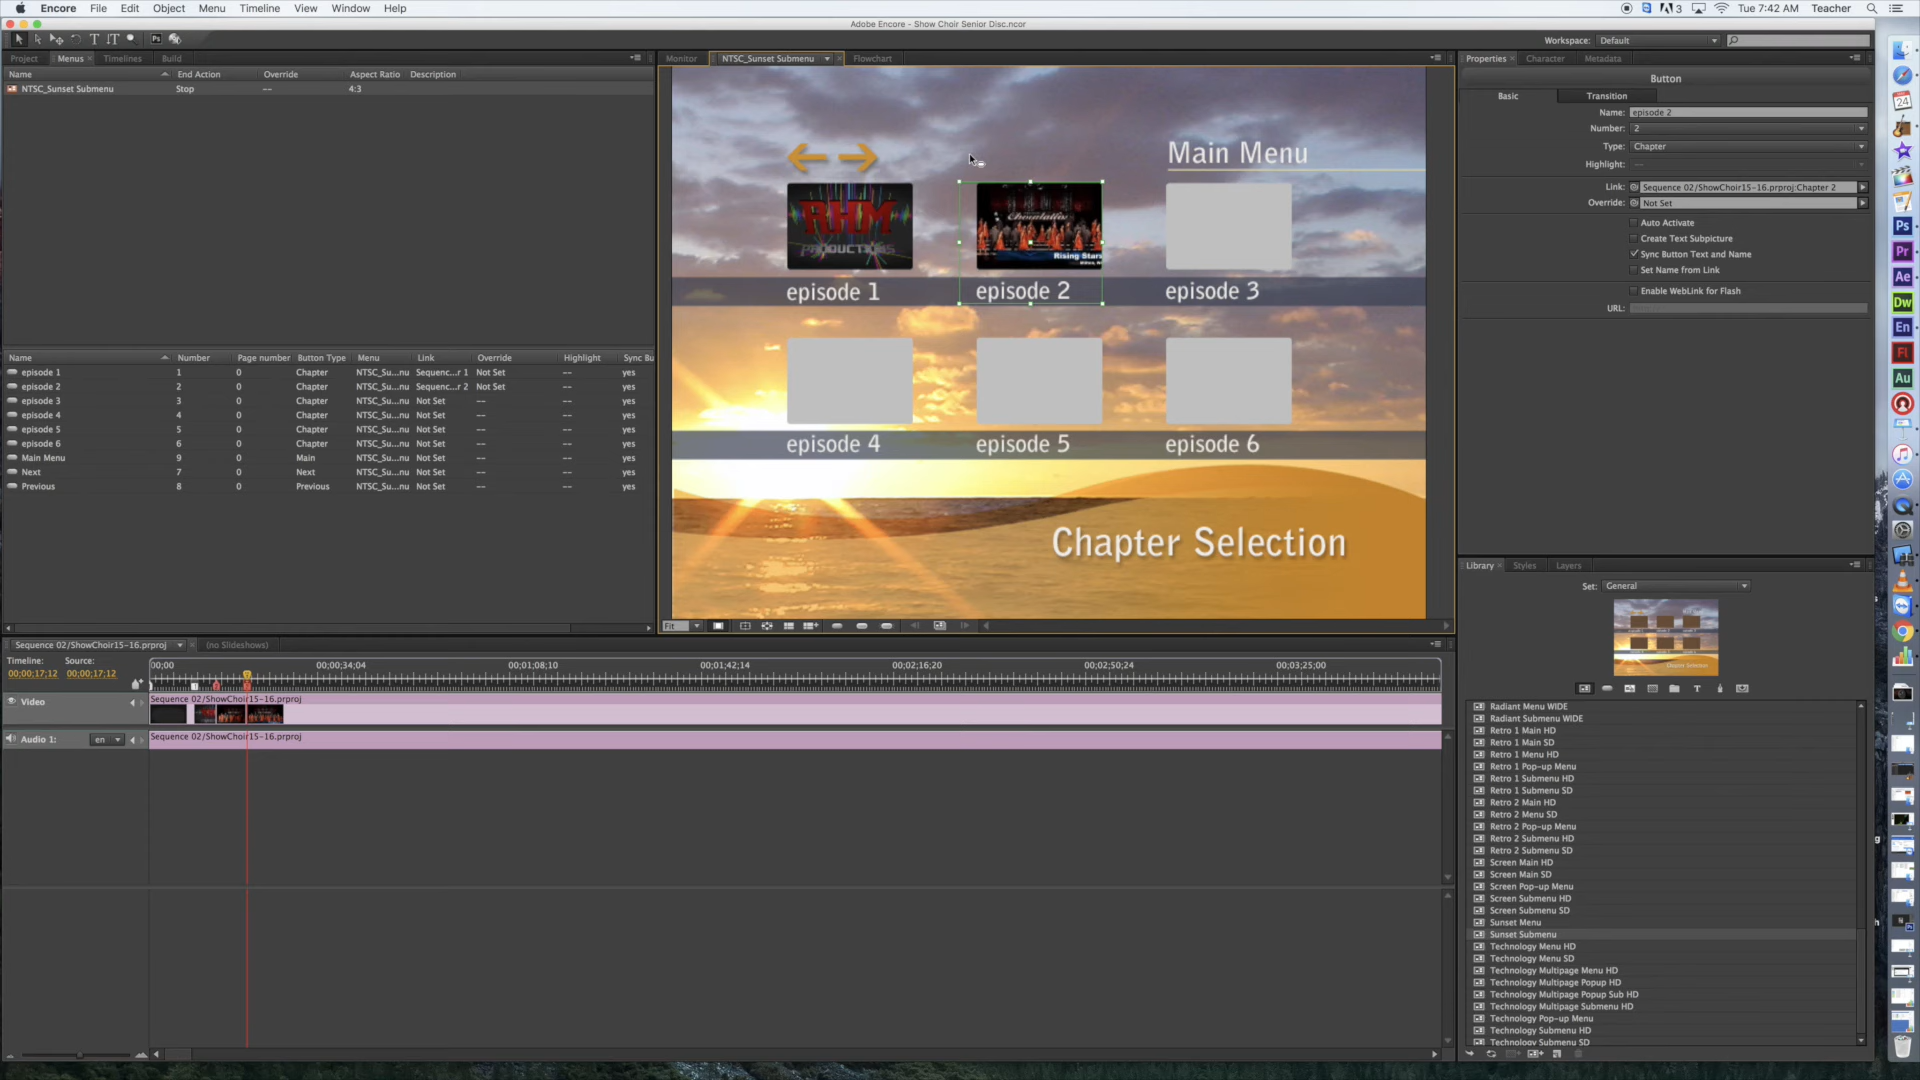 Encore File Edit Object Menu Timeline View Window Help
3 Tue 7:42 AM Teacher
Adobe Encore - Show Choir Senior Disc.ncor
Workspace: Default
Project Menus Timelines Build
Name End Action Override Aspect Ratio Description
NTSC_Sunset Submenu Stop -- 4:3
Name Number Page number Button Type Menu Link Override Highlight Sync Bu
episode 1 1 0 Chapter NTSC_Su...nu Sequenc...r 1 Not Set -- yes
episode 2 2 0 Chapter NTSC_Su...nu Sequenc...r 2 Not Set -- yes
episode 3 3 0 Chapter NTSC_Su...nu Not Set -- -- yes
episode 4 4 0 Chapter NTSC_Su...nu Not Set -- -- yes
episode 5 5 0 Chapter NTSC_Su...nu Not Set -- -- yes
episode 6 6 0 Chapter NTSC_Su...nu Not Set -- -- yes
Main Menu 9 0 Main NTSC_Su...nu Not Set -- -- yes
Next 7 0 Next NTSC_Su...nu Not Set -- -- yes
Previous 8 0 Previous NTSC_Su...nu Not Set -- -- yes
Monitor NTSC_Sunset Submenu Flowchart
Main Menu
RHM
PRODUCTIONS
Rising Stars
episode 1 episode 2 episode 3
episode 4 episode 5 episode 6
Chapter Selection
Fit
Properties Character Metadata
Button
Basic Transition
Name: episode 2
Number: 2
Type: Chapter
Highlight: --
Link: Sequence 02/ShowChoir15-16.prproj:Chapter 2
Override: Not Set
Auto Activate
Create Text Subpicture
Sync Button Text and Name
Set Name from Link
Enable WebLink for Flash
URL:
Library Styles Layers
Set: General
Radiant Menu WIDE
Radiant Submenu WIDE
Retro 1 Main HD
Retro 1 Main SD
Retro 1 Menu HD
Retro 1 Pop-up Menu
Retro 1 Submenu HD
Retro 1 Submenu SD
Retro 2 Main HD
Retro 2 Menu SD
Retro 2 Pop-up Menu
Retro 2 Submenu HD
Retro 2 Submenu SD
Screen Main HD
Screen Main SD
Screen Pop-up Menu
Screen Submenu HD
Screen Submenu SD
Sunset Menu
Sunset Submenu
Technology Menu HD
Technology Menu SD
Technology Multipage Menu HD
Technology Multipage Popup HD
Technology Multipage Popup Sub HD
Technology Multipage Submenu HD
Technology Pop-up Menu
Technology Submenu HD
Technology Submenu SD
Sequence 02/ShowChoir15-16.prproj (no Slideshows)
Timeline: Source:
00;00;17;12 00;00;17;12
00;00 00;00;34;04 00;01;08;10 00;01;42;14 00;02;16;20 00;02;50;24 00;03;25;00
Video Sequence 02/ShowChoir15-16.prproj
Audio 1: en Sequence 02/ShowChoir15-16.prproj
24
Ps
Pr
Ae
Dw
En
Fl
Au